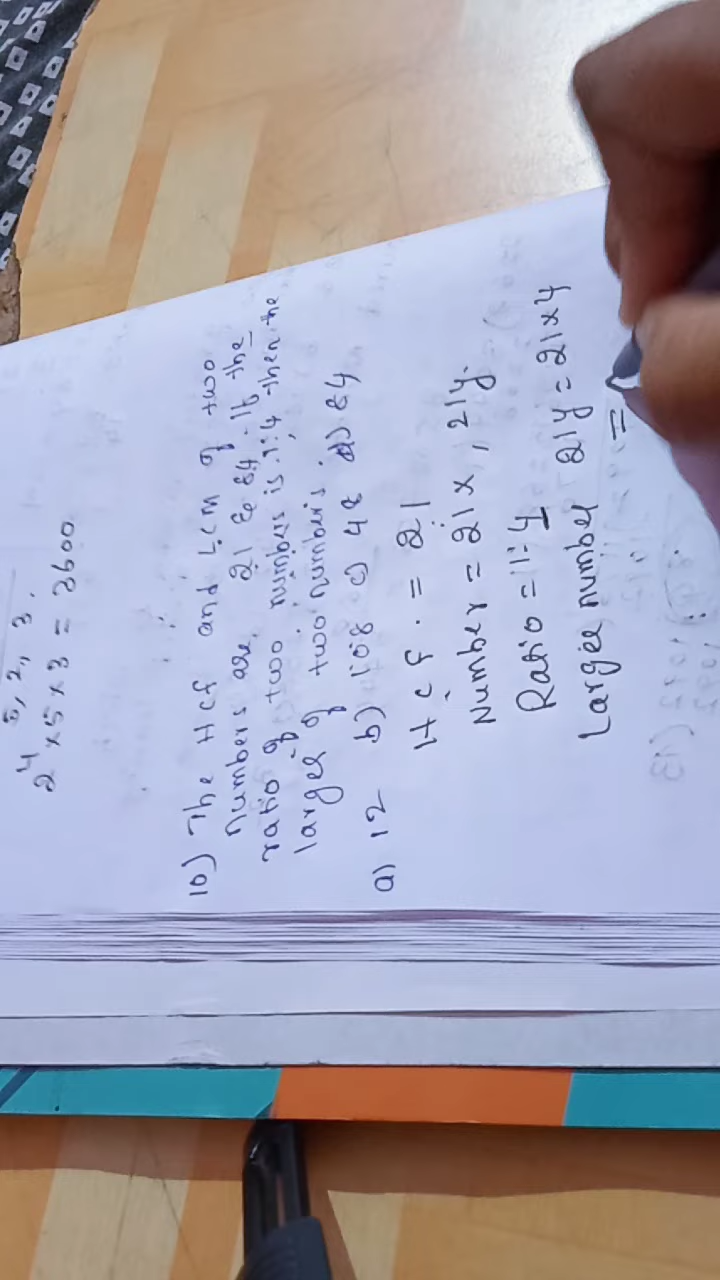 2⁴, 5, 2, 3.
2⁴ × 5 × 3 = 3600
10) The Hcf and LCM of two
numbers are 21 & 84. If the
ratio of two numbers is 1:4 then the
larger of two numbers.
a) 12 b) 108 c) 48 d) 84
Hcf. = 21
Number = 21x, 21y.
Ratio = 1:4
Larger number 21y = 21×4
=